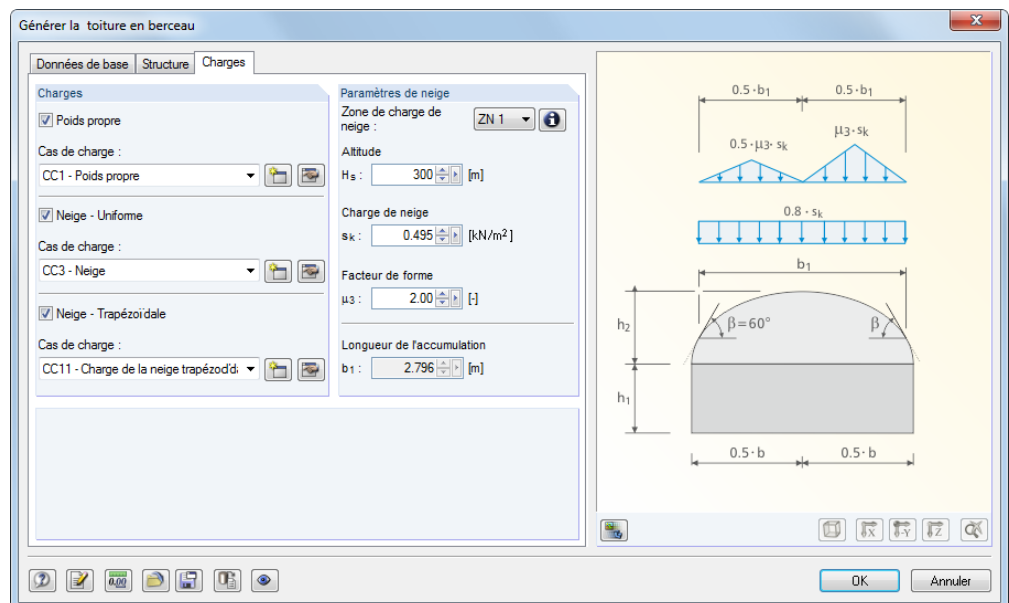 Générer la toiture en berceau
Données de base
Structure
Charges
Charges
Poids propre
Cas de charge :
CC1 - Poids propre
Neige - Uniforme
Cas de charge :
CC3 - Neige
Neige - Trapézoïdale
Cas de charge :
CC11 - Charge de la neige trapézod'd
Paramètres de neige
Zone de charge de
neige :
ZN 1
Altitude
Hs : 300 [m]
Charge de neige
sk : 0.495 [kN/m²]
Facteur de forme
μ3 : 2.00 [-]
Longueur de l'accumulation
b1 : 2.796 [m]
0.5·b1 0.5·b1
μ3·sk
0.5·μ3·sk
0.8·sk
b1
h2
β=60° β
h1
0.5·b 0.5·b
X -Y Z
0.00
OK
Annuler